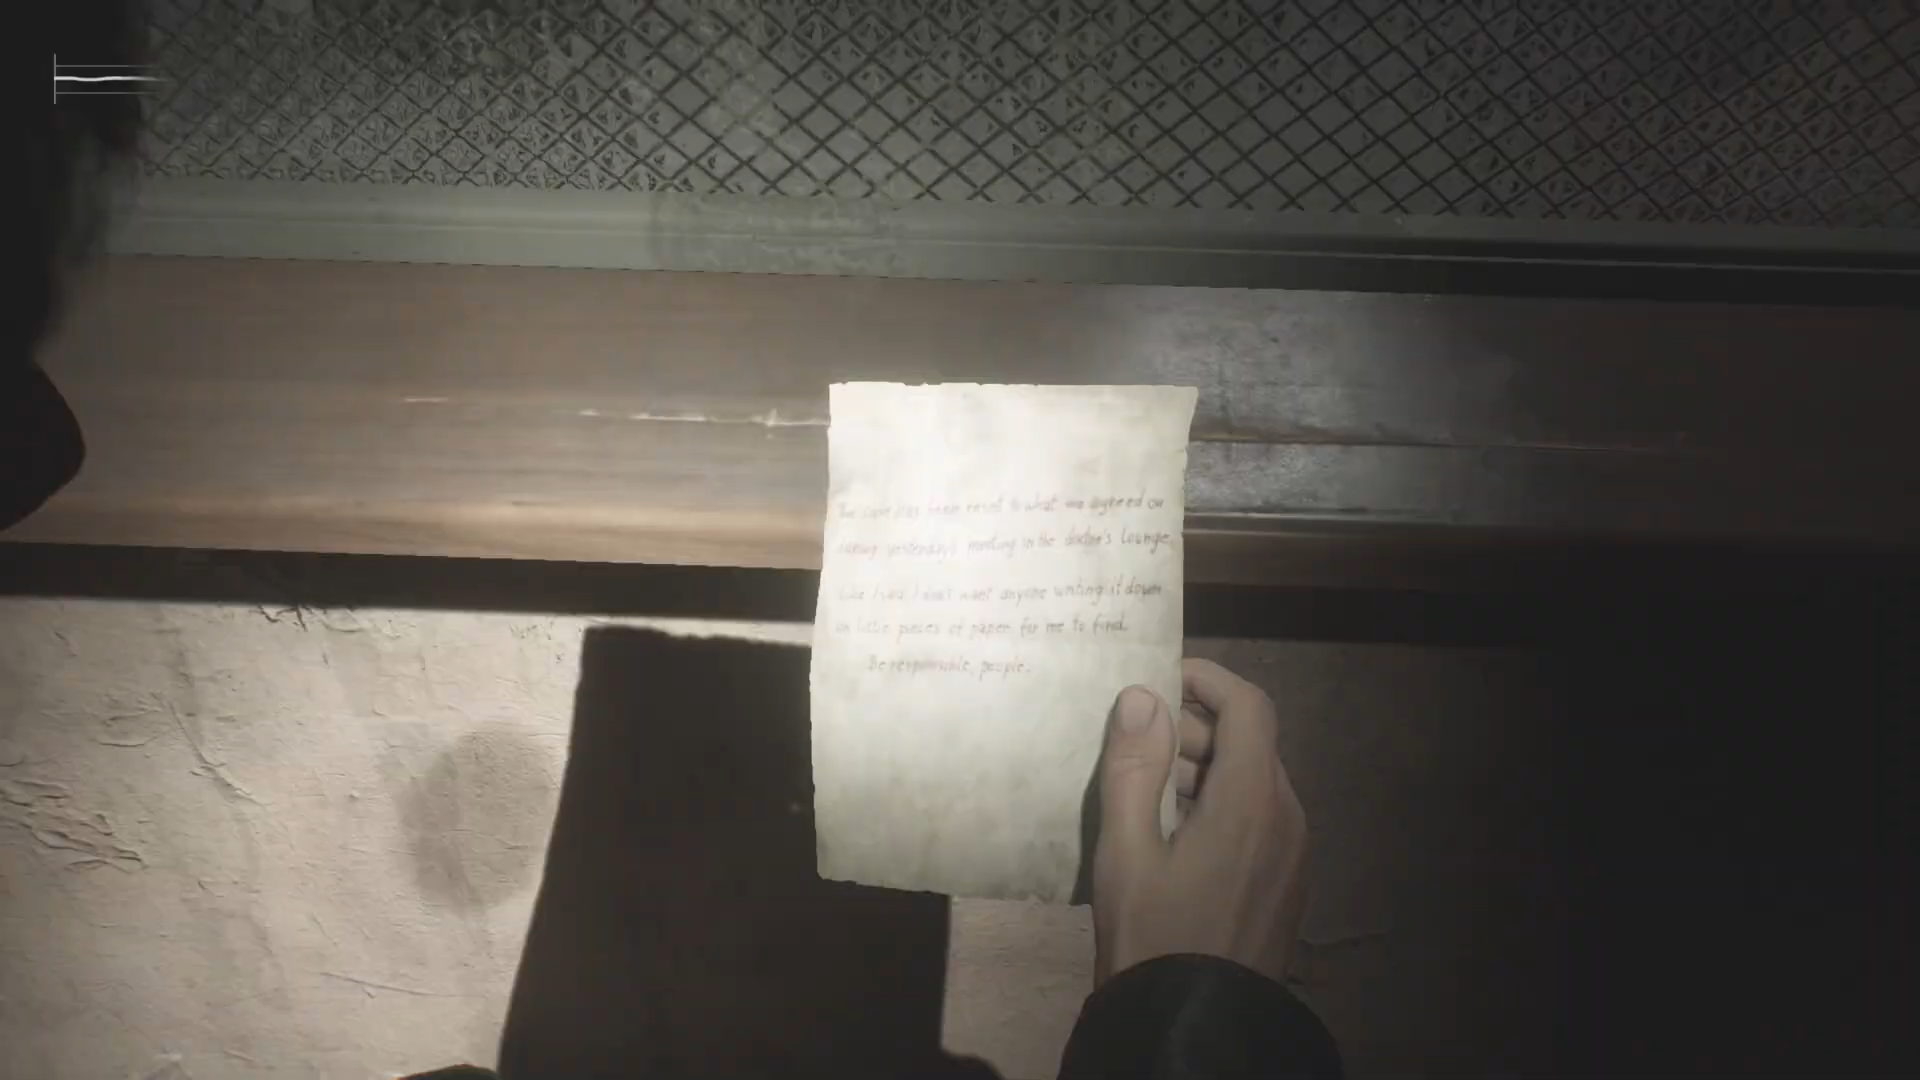 The code has been reset to what we agreed on
during yesterday's meeting in the doctor's lounge.
Like I said, I don't want anyone writing it down
on little pieces of paper for me to find.
Be responsible, people.